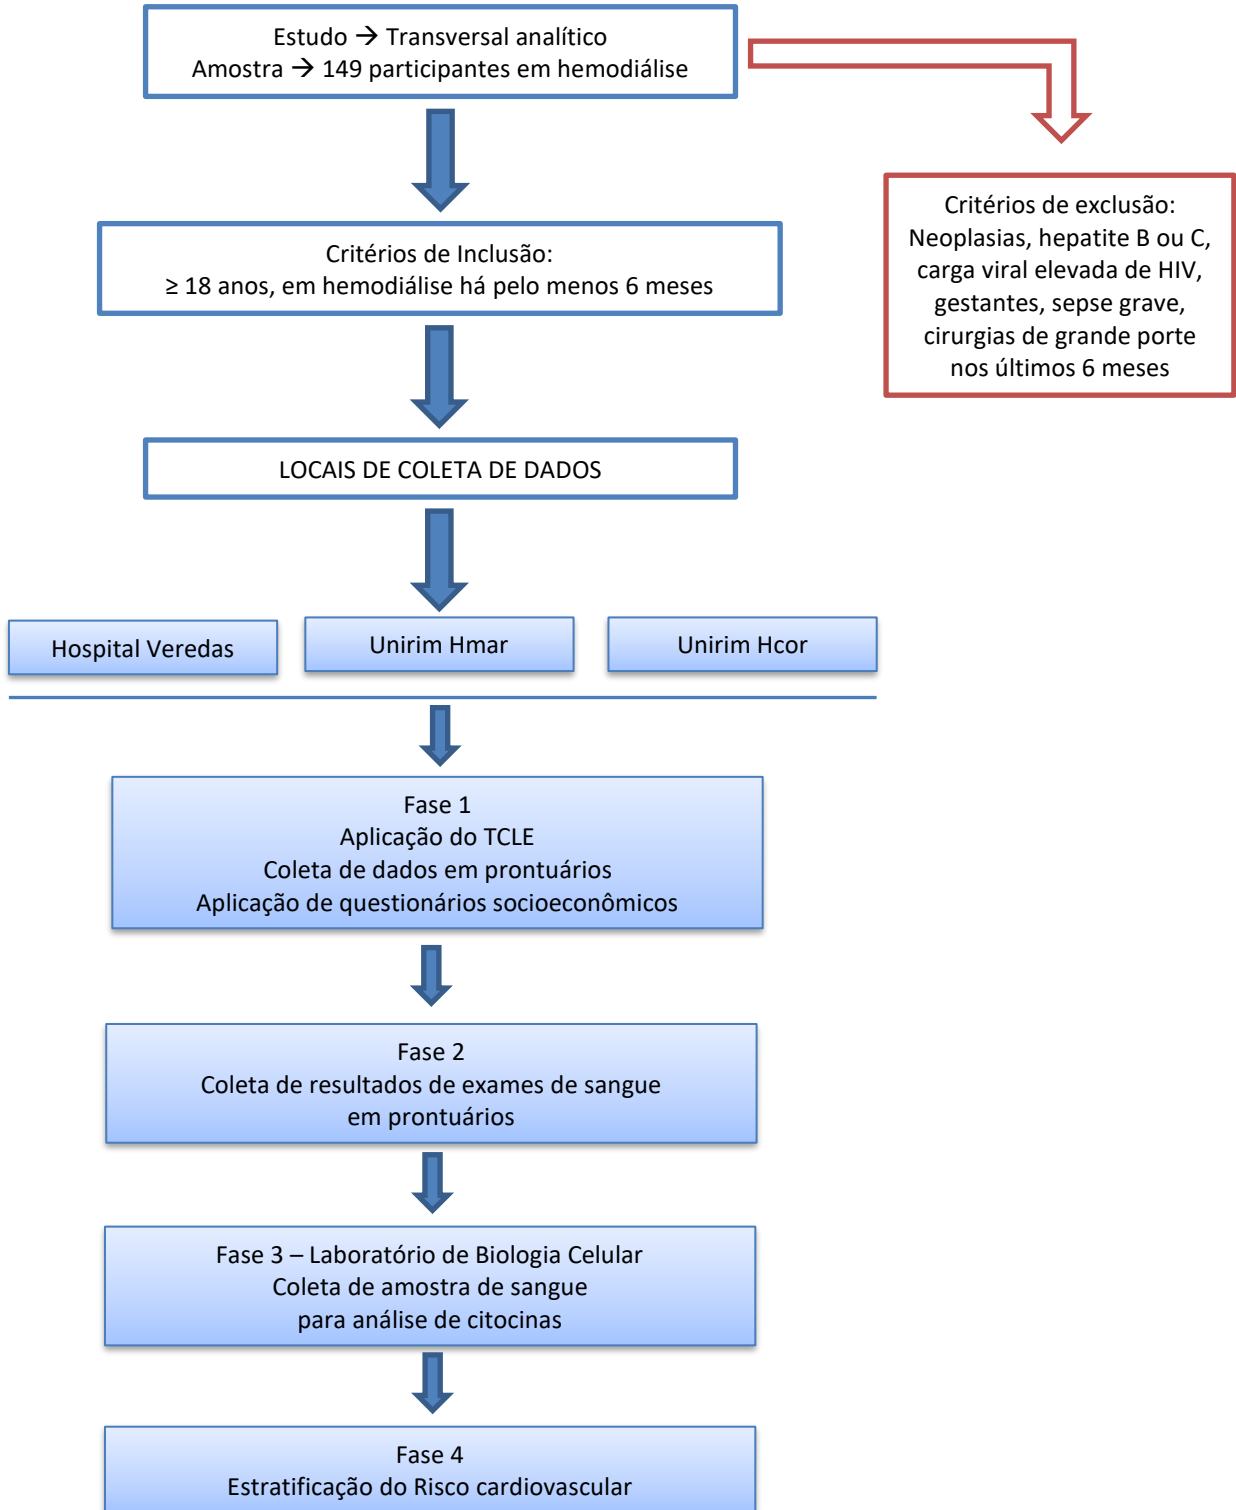 Estudo → Transversal analítico
Amostra → 149 participantes em hemodiálise
Critérios de Inclusão:
≥ 18 anos, em hemodiálise há pelo menos 6 meses
Critérios de exclusão:
Neoplasias, hepatite B ou C,
carga viral elevada de HIV,
gestantes, sepse grave,
cirurgias de grande porte
nos últimos 6 meses
LOCAIS DE COLETA DE DADOS
Hospital Veredas
Unirim Hmar
Unirim Hcor
Fase 1
Aplicação do TCLE
Coleta de dados em prontuários
Aplicação de questionários socioeconômicos
Fase 2
Coleta de resultados de exames de sangue
em prontuários
Fase 3 – Laboratório de Biologia Celular
Coleta de amostra de sangue
para análise de citocinas
Fase 4
Estratificação do Risco cardiovascular